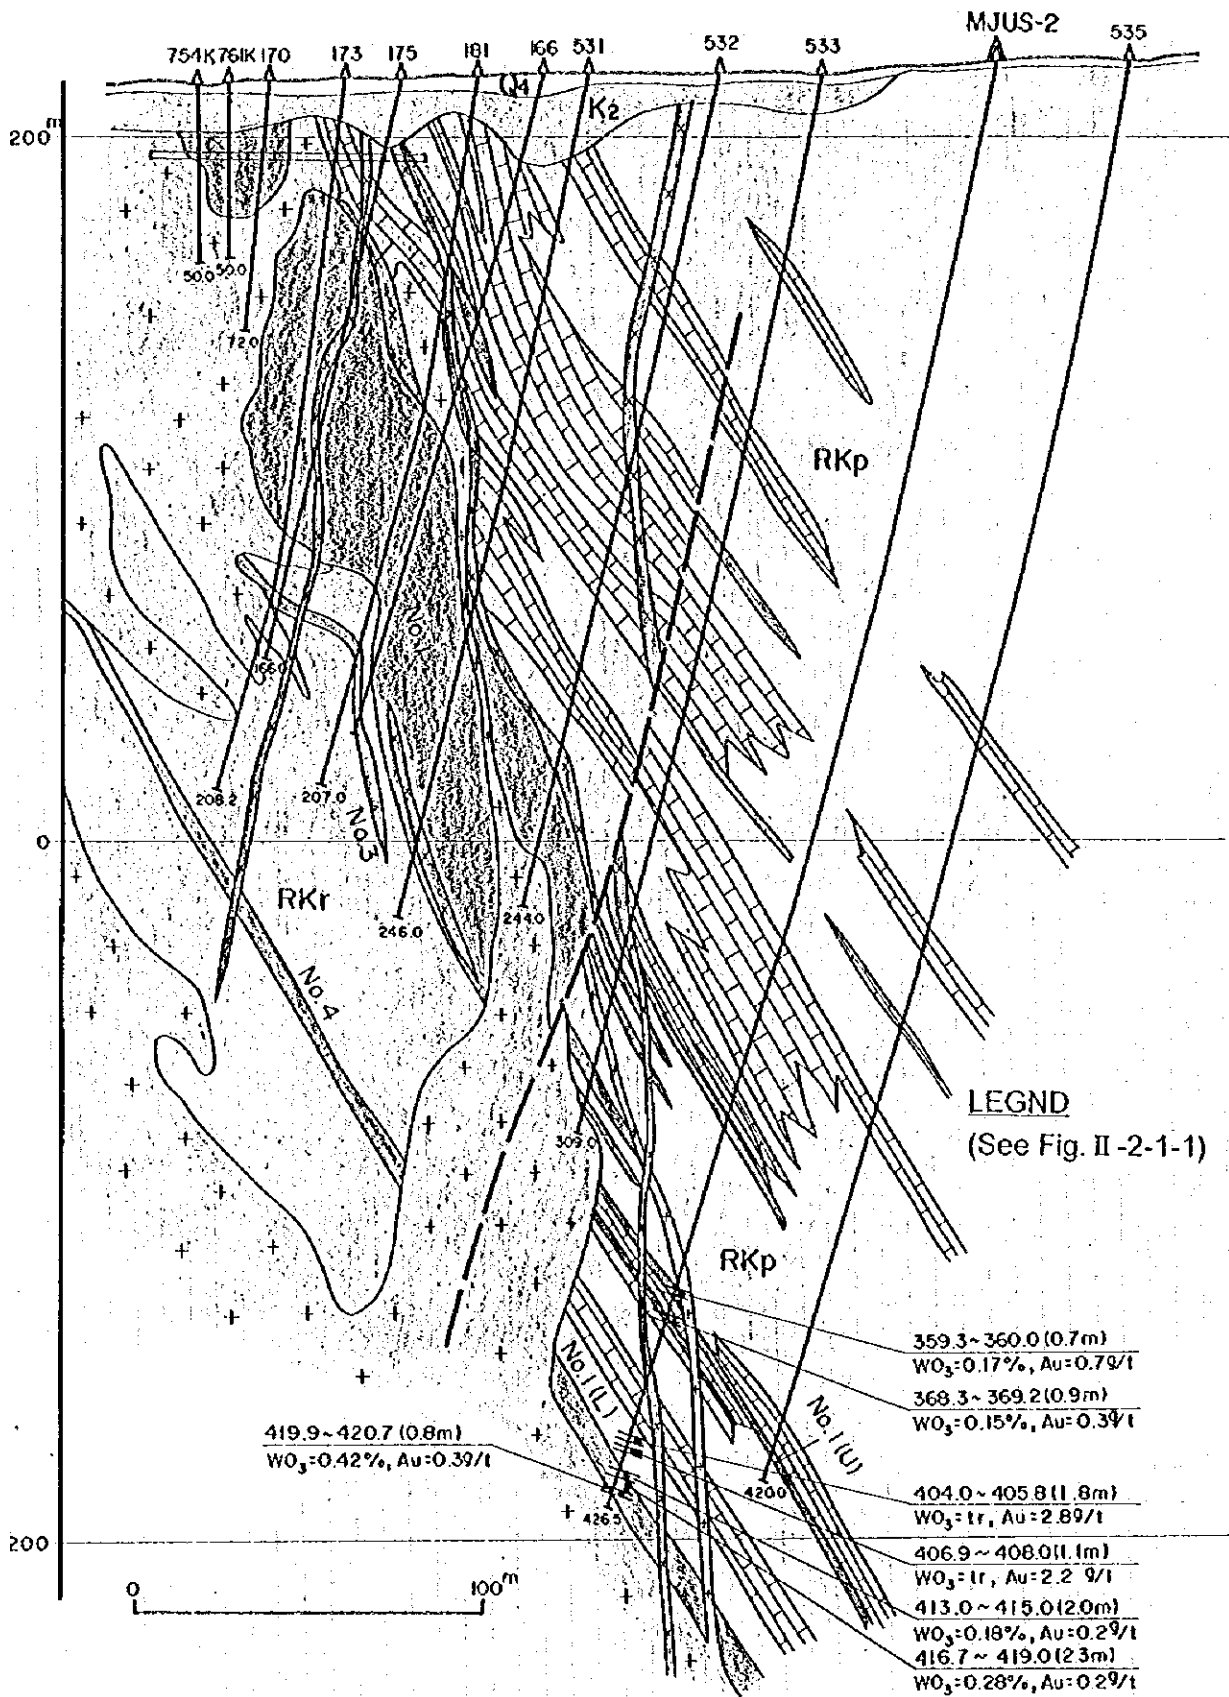 754K 761K 170 173 175 181 166 531 532 533 MJUS-2 535
Q4
K2
200m
50.0 50.0
72.0
RKp
166.0
208.2
207.0
No.3
0
RKr
246.0
244.0
No.4
309.0
LEGND
(See Fig. II-2-1-1)
RKp
359.3~360.0(0.7m)
WO3=0.17%, Au=0.7g/t
368.3~369.2(0.9m)
WO3=0.15%, Au=0.3g/t
No.1(L)
No.1(U)
419.9~420.7(0.8m)
WO3=0.42%, Au=0.3g/t
420.0
426.5
404.0~405.8(1.8m)
WO3=tr, Au=2.8g/t
200
406.9~408.0(1.1m)
WO3=tr, Au=2.2 g/t
0 100m
413.0~415.0(2.0m)
WO3=0.18%, Au=0.2g/t
416.7~419.0(2.3m)
WO3=0.28%, Au=0.2g/t